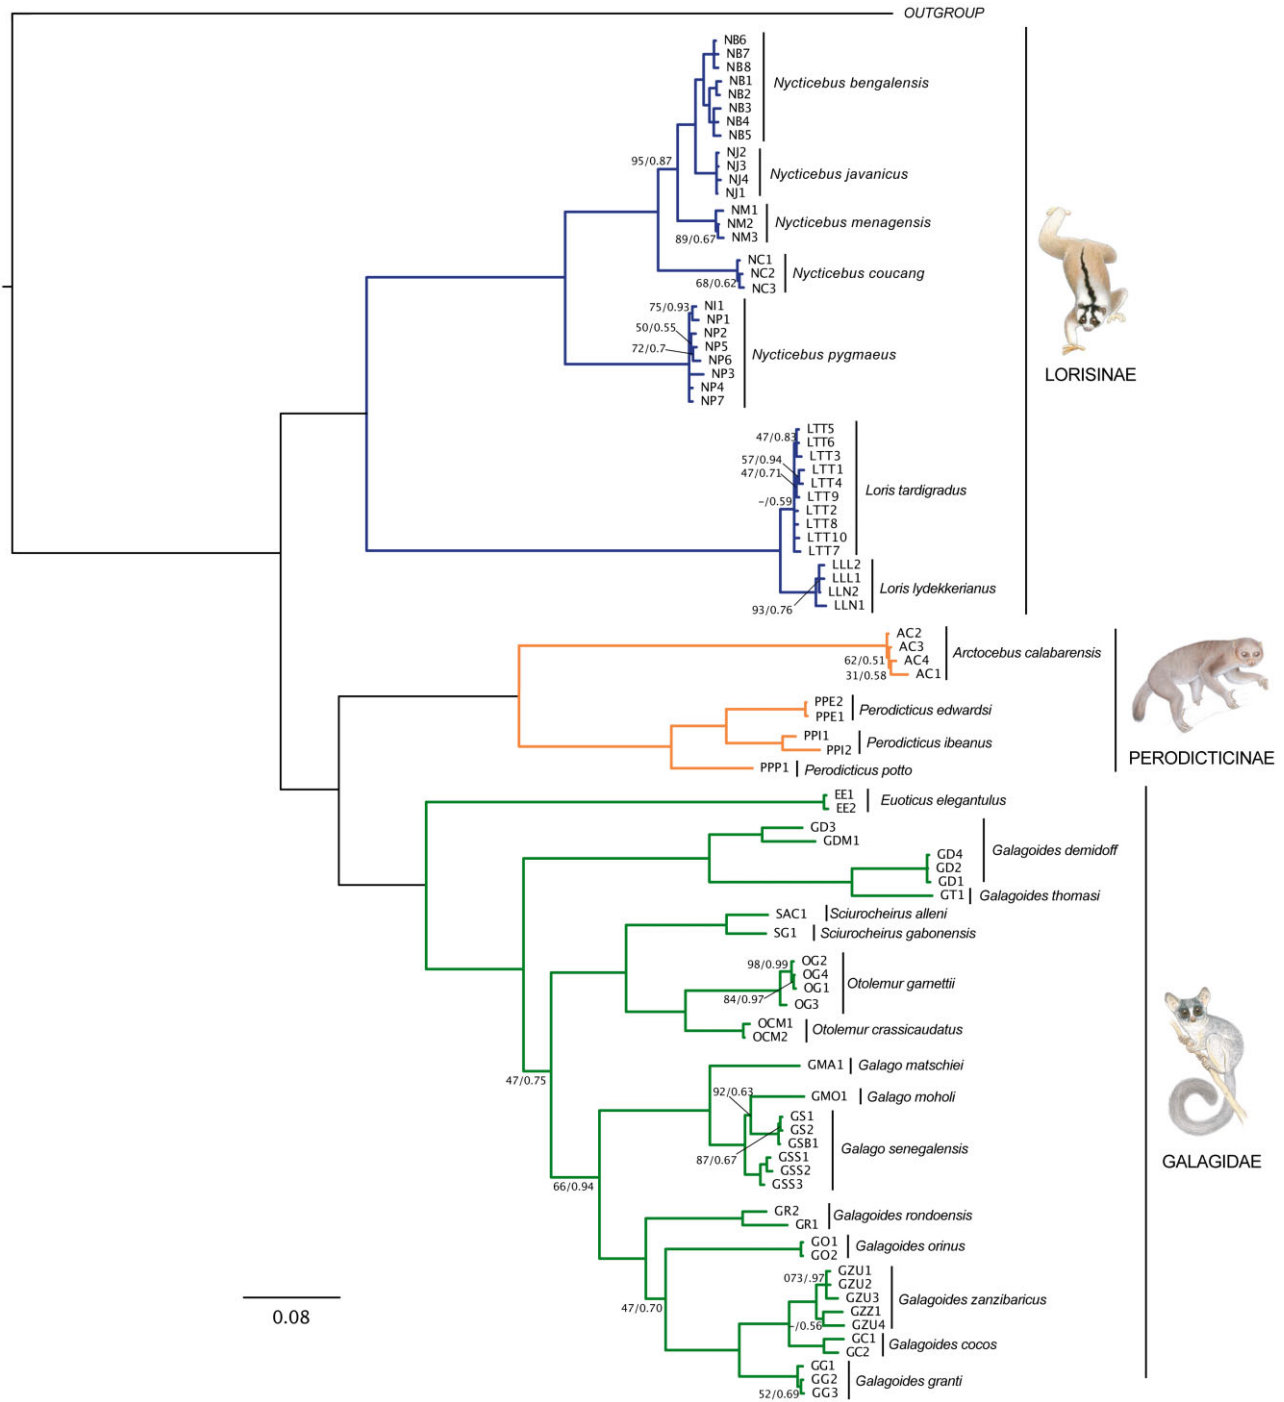 OUTGROUP
NB6
NB7
NB8
NB1
NB2
NB3
NB4
NB5
Nycticebus bengalensis
95/0.87
NJ2
NJ3
NJ4
NJ1
Nycticebus javanicus
NM1
NM2
NM3
89/0.67
Nycticebus menagensis
NC1
NC2
NC3
68/0.62
Nycticebus coucang
75/0.93
50/0.55
72/0.7
NI1
NP1
NP2
NP5
NP6
NP3
NP4
NP7
Nycticebus pygmaeus
LORISINAE
47/0.83
57/0.94
47/0.71
–/0.59
LTT5
LTT6
LTT3
LTT1
LTT4
LTT9
LTT2
LTT8
LTT10
LTT7
Loris tardigradus
LLL2
LLL1
LLN2
LLN1
93/0.76
Loris lydekkerianus
AC2
AC3
AC4
AC1
62/0.51
31/0.58
Arctocebus calabarensis
PPE2
PPE1
Perodicticus edwardsi
PPI1
PPI2
Perodicticus ibeanus
PPP1
Perodicticus potto
PERODICTICINAE
EE1
EE2
Euoticus elegantulus
GD3
GDM1
GD4
GD2
GD1
Galagoides demidoff
GT1
Galagoides thomasi
SAC1
Sciurocheirus alleni
SG1
Sciurocheirus gabonensis
98/0.99
84/0.97
OG2
OG4
OG1
OG3
Otolemur garnettii
OCM1
OCM2
Otolemur crassicaudatus
47/0.75
GMA1
Galago matschiei
92/0.63
GMO1
Galago moholi
87/0.67
GS1
GS2
GSB1
GSS1
GSS2
GSS3
Galago senegalensis
GALAGIDAE
66/0.94
GR2
GR1
Galagoides rondoensis
GO1
GO2
Galagoides orinus
47/0.70
073/.97
–/0.56
GZU1
GZU2
GZU3
GZZ1
GZU4
Galagoides zanzibaricus
GC1
GC2
Galagoides cocos
GG1
GG2
GG3
52/0.69
Galagoides granti
0.08